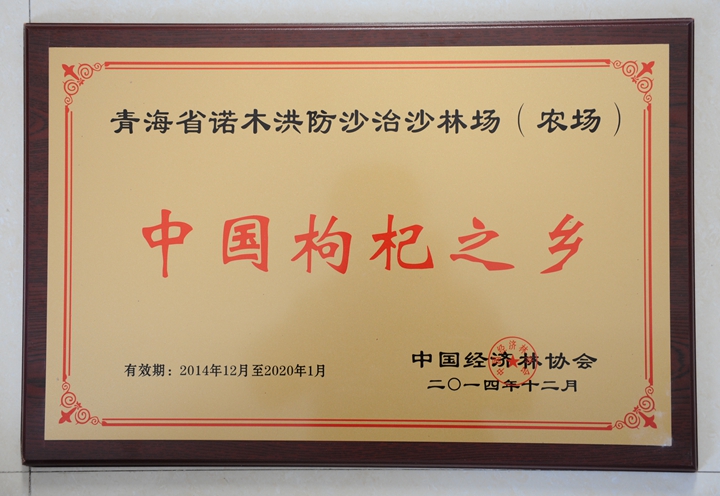 青海省诺木洪防沙治沙林场（农场）
中国枸杞之乡
有效期：2014年12月至2020年1月
中国经济林协会
二〇一四年十二月